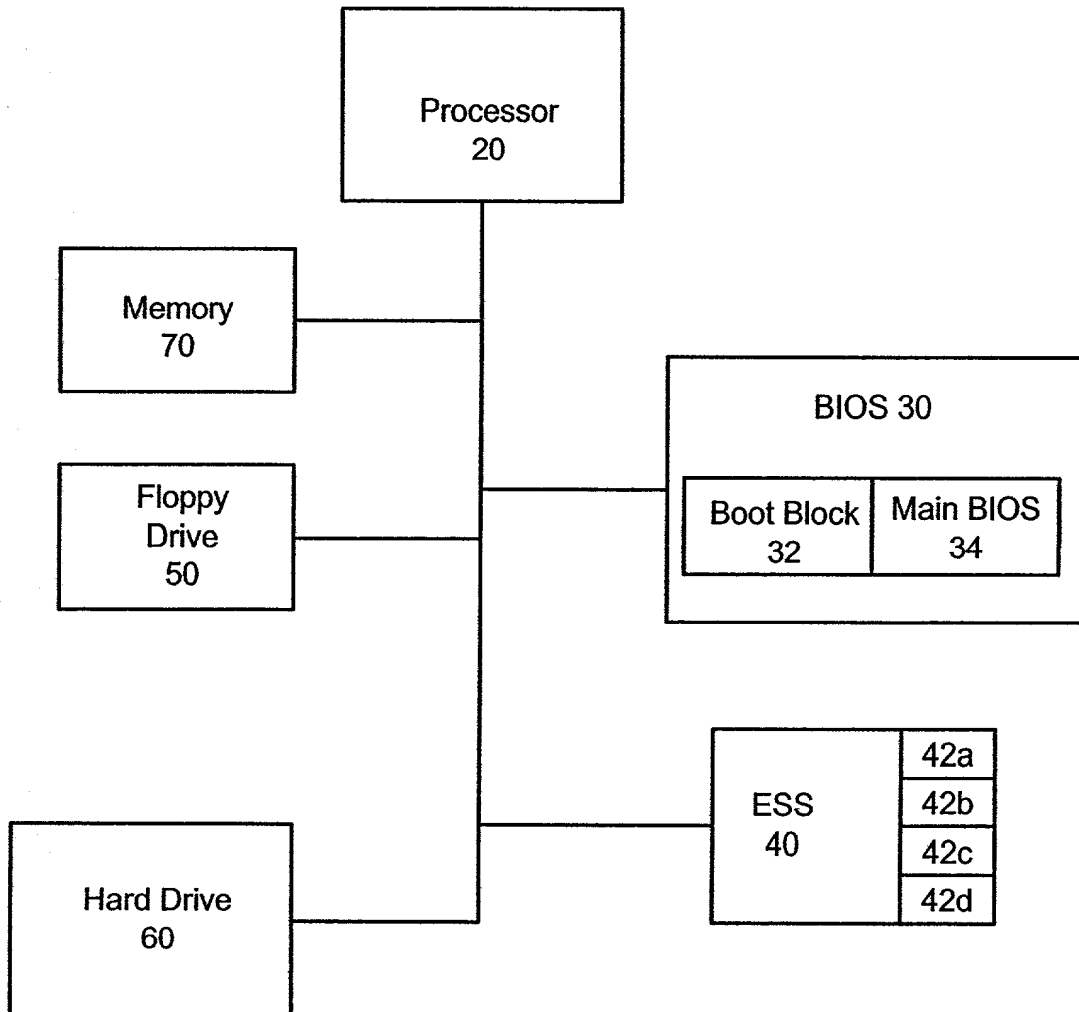 Processor
20
Memory
70
BIOS 30
Boot Block
32
Main BIOS
34
Floppy
Drive
50
ESS
40
42a
42b
42c
42d
Hard Drive
60